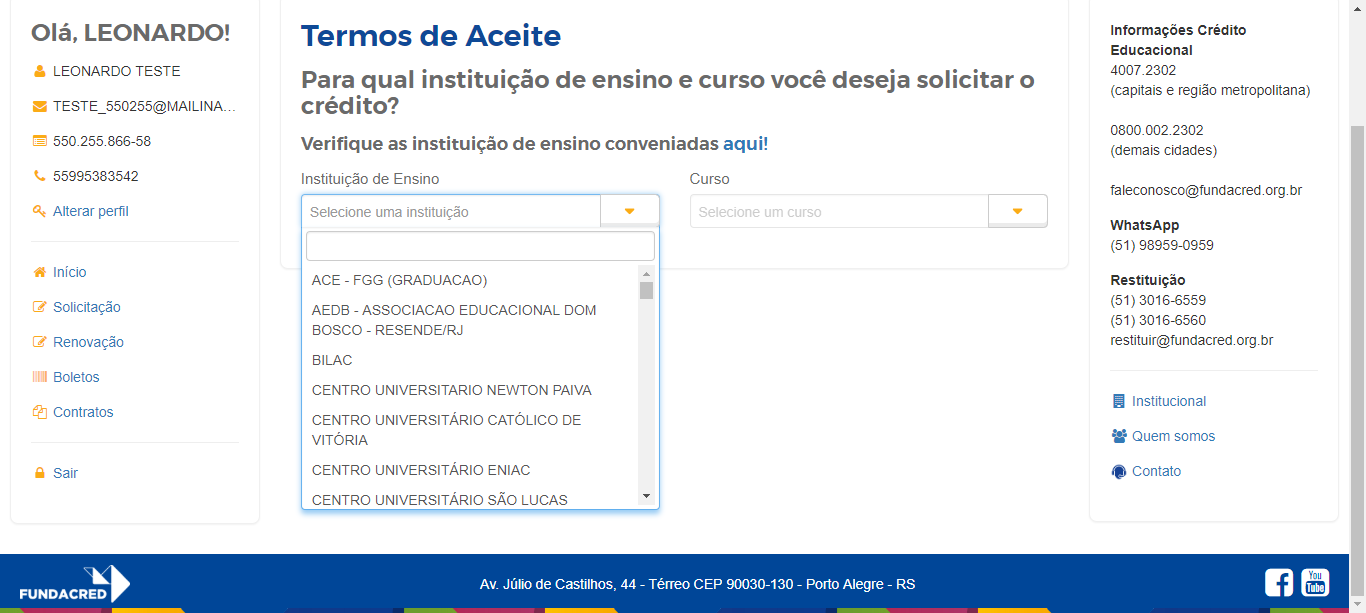 Olá, LEONARDO!
LEONARDO TESTE
TESTE_550255@MAILINA...
550.255.866-58
55995383542
Alterar perfil
Início
Solicitação
Renovação
Boletos
Contratos
Sair
Termos de Aceite
Para qual instituição de ensino e curso você deseja solicitar o
crédito?
Verifique as instituição de ensino conveniadas aqui!
Instituição de Ensino
Selecione uma instituição
ACE - FGG (GRADUACAO)
AEDB - ASSOCIACAO EDUCACIONAL DOM
BOSCO - RESENDE/RJ
BILAC
CENTRO UNIVERSITARIO NEWTON PAIVA
CENTRO UNIVERSITÁRIO CATÓLICO DE
VITÓRIA
CENTRO UNIVERSITÁRIO ENIAC
CENTRO UNIVERSITÁRIO SÃO LUCAS
Curso
Selecione um curso
Informações Crédito
Educacional
4007.2302
(capitais e região metropolitana)
0800.002.2302
(demais cidades)
faleconosco@fundacred.org.br
WhatsApp
(51) 98959-0959
Restituição
(51) 3016-6559
(51) 3016-6560
restituir@fundacred.org.br
Institucional
Quem somos
Contato
FUNDACRED
Av. Júlio de Castilhos, 44 - Térreo CEP 90030-130 - Porto Alegre - RS
You
Tube